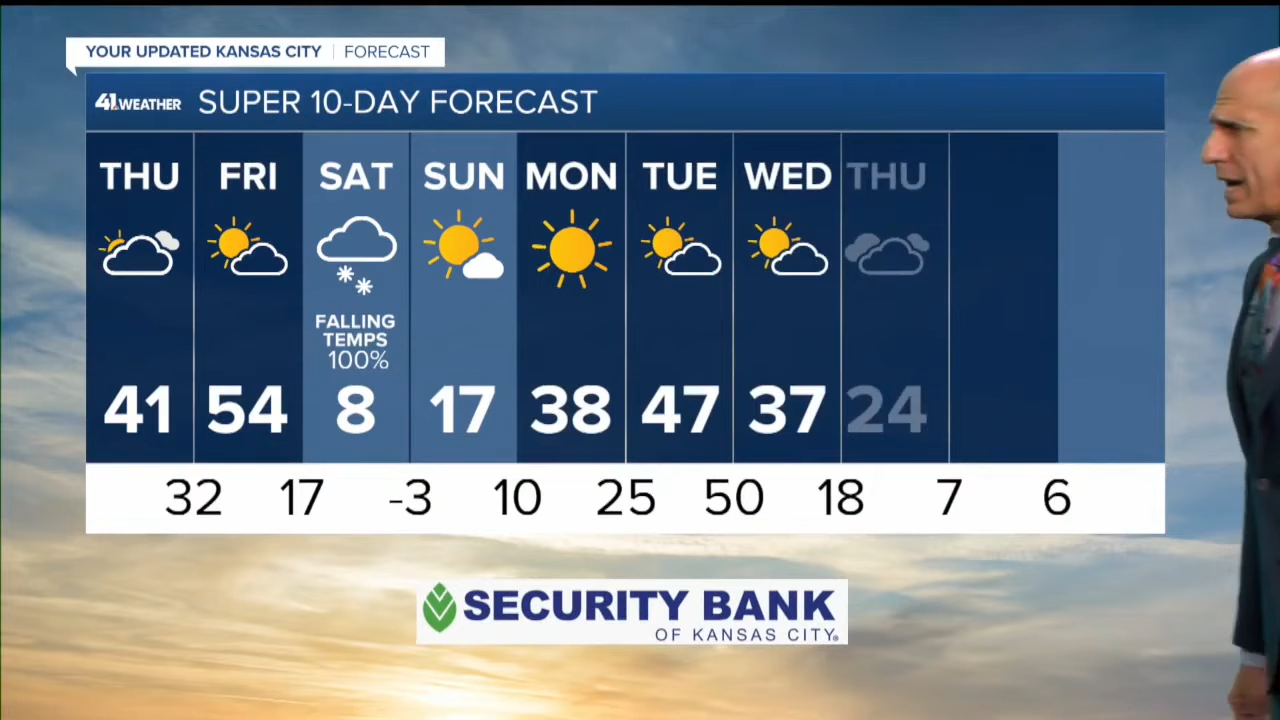 YOUR UPDATED KANSAS CITY | FORECAST
41 WEATHER SUPER 10-DAY FORECAST
THU FRI SAT SUN MON TUE WED THU
FALLING
TEMPS
100%
41 54 8 17 38 47 37 24
32 17 -3 10 25 50 18 7 6
SECURITY BANK
OF KANSAS CITY®